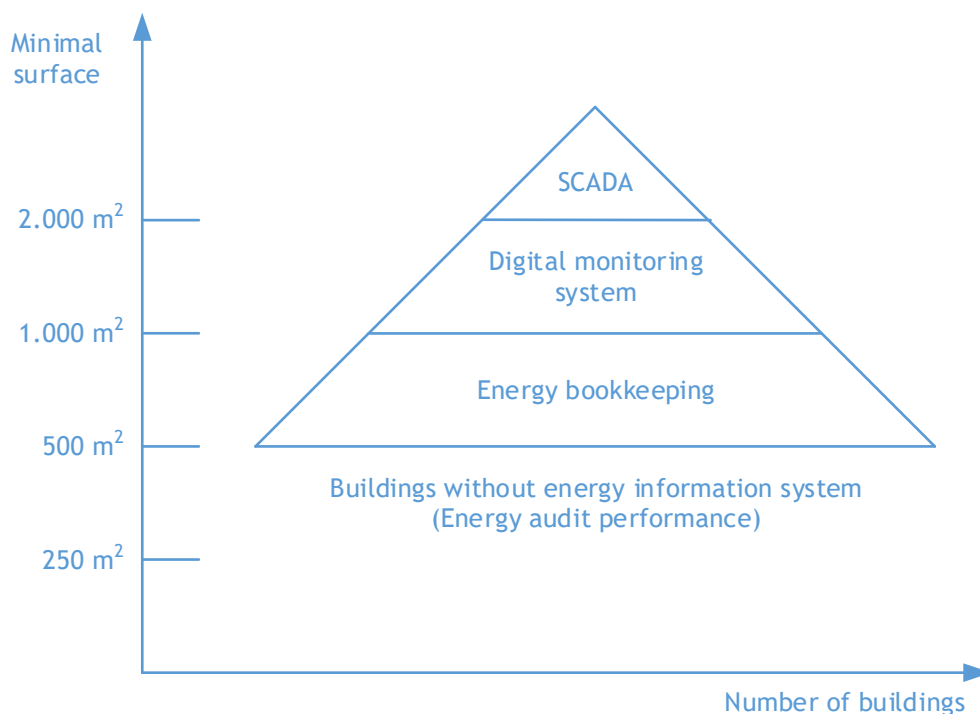 Minimal
surface
SCADA
2.000 m²
Digital monitoring
system
1.000 m²
Energy bookkeeping
500 m²
Buildings without energy information system
(Energy audit performance)
250 m²
Number of buildings